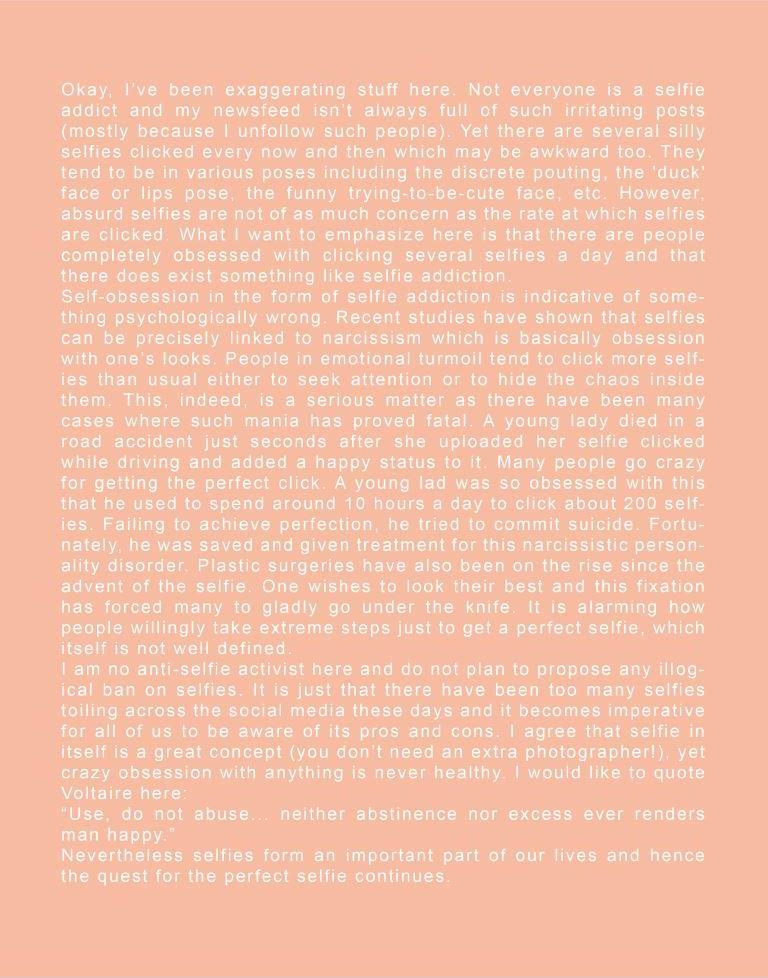 Okay, I've been exaggerating stuff here. Not everyone is a selfie
addict and my newsfeed isn't always full of such irritating posts
(mostly because I unfollow such people). Yet there are several silly
selfies clicked every now and then which may be awkward too. They
tend to be in various poses including the discrete pouting, the 'duck'
face or lips pose, the funny trying-to-be-cute face, etc. However,
absurd selfies are not of as much concern as the rate at which selfies
are clicked. What I want to emphasize here is that there are people
completely obsessed with clicking several selfies a day and that
there does exist something like selfie addiction.
Self-obsession in the form of selfie addiction is indicative of some-
thing psychologically wrong. Recent studies have shown that selfies
can be precisely linked to narcissism which is basically obsession
with one's looks. People in emotional turmoil tend to click more self-
ies than usual either to seek attention or to hide the chaos inside
them. This, indeed, is a serious matter as there have been many
cases where such mania has proved fatal. A young lady died in a
road accident just seconds after she uploaded her selfie clicked
while driving and added a happy status to it. Many people go crazy
for getting the perfect click. A young lad was so obsessed with this
that he used to spend around 10 hours a day to click about 200 self-
ies. Failing to achieve perfection, he tried to commit suicide. Fortu-
nately, he was saved and given treatment for this narcissistic person-
ality disorder. Plastic surgeries have also been on the rise since the
advent of the selfie. One wishes to look their best and this fixation
has forced many to gladly go under the knife. It is alarming how
people willingly take extreme steps just to get a perfect selfie, which
itself is not well defined.
I am no anti-selfie activist here and do not plan to propose any illog-
ical ban on selfies. It is just that there have been too many selfies
toiling across the social media these days and it becomes imperative
for all of us to be aware of its pros and cons. I agree that selfie in
itself is a great concept (you don't need an extra photographer!), yet
crazy obsession with anything is never healthy. I would like to quote
Voltaire here:
“Use, do not abuse... neither abstinence nor excess ever renders
man happy.”
Nevertheless selfies form an important part of our lives and hence
the quest for the perfect selfie continues.